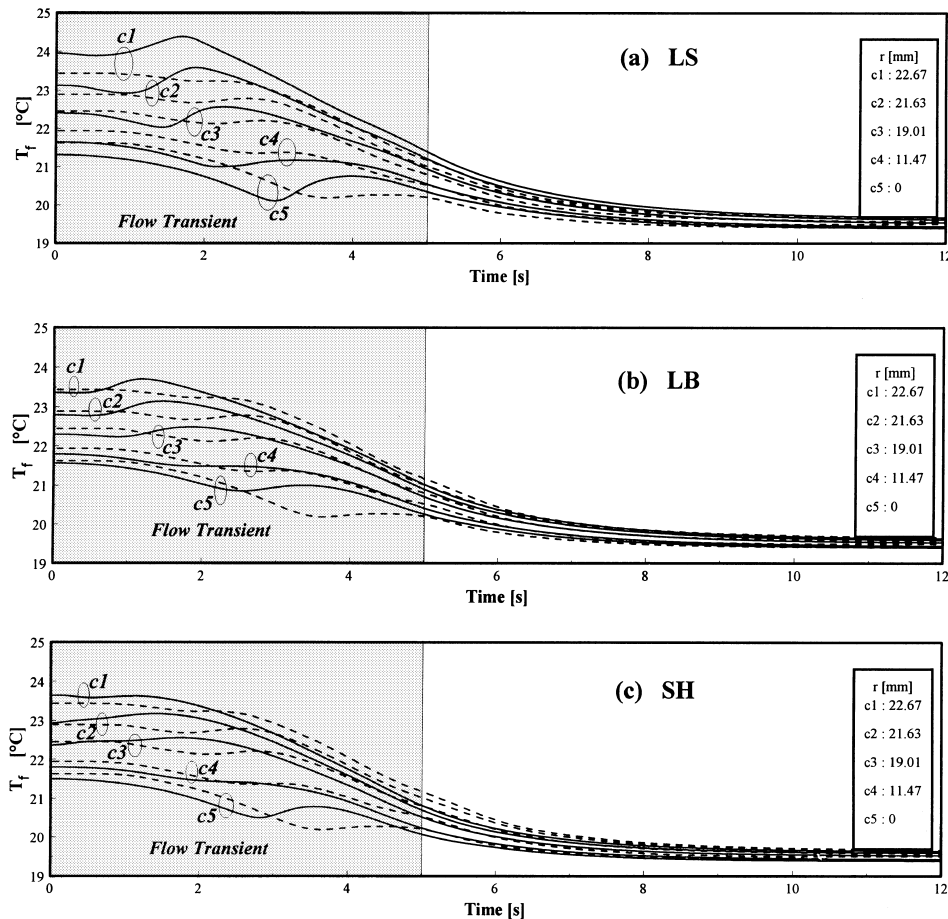 25
24
23
22
21
20
19
T_f [°C]
c1
c2
c3
c4
c5
Flow Transient
(a) LS
r [mm]
c1 : 22.67
c2 : 21.63
c3 : 19.01
c4 : 11.47
c5 : 0
0 2 4 6 8 10 12
Time [s]
25
24
23
22
21
20
19
T_f [°C]
c1
c2
c3
c4
c5
Flow Transient
(b) LB
r [mm]
c1 : 22.67
c2 : 21.63
c3 : 19.01
c4 : 11.47
c5 : 0
0 2 4 6 8 10 12
Time [s]
25
24
23
22
21
20
19
T_f [°C]
c1
c2
c3
c4
c5
Flow Transient
(c) SH
r [mm]
c1 : 22.67
c2 : 21.63
c3 : 19.01
c4 : 11.47
c5 : 0
0 2 4 6 8 10 12
Time [s]